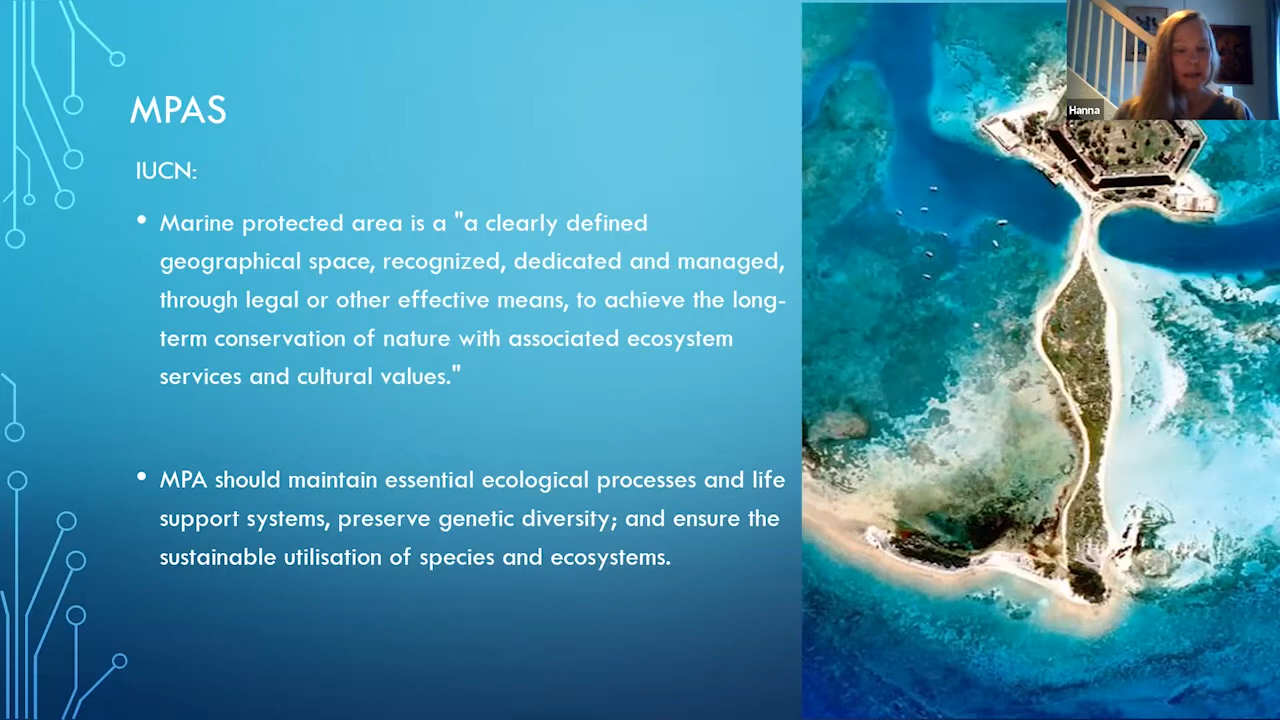 MPAS
IUCN:
• Marine protected area is a "a clearly defined
geographical space, recognized, dedicated and managed,
through legal or other effective means, to achieve the long-
term conservation of nature with associated ecosystem
services and cultural values."
• MPA should maintain essential ecological processes and life
support systems, preserve genetic diversity; and ensure the
sustainable utilisation of species and ecosystems.
Hanna